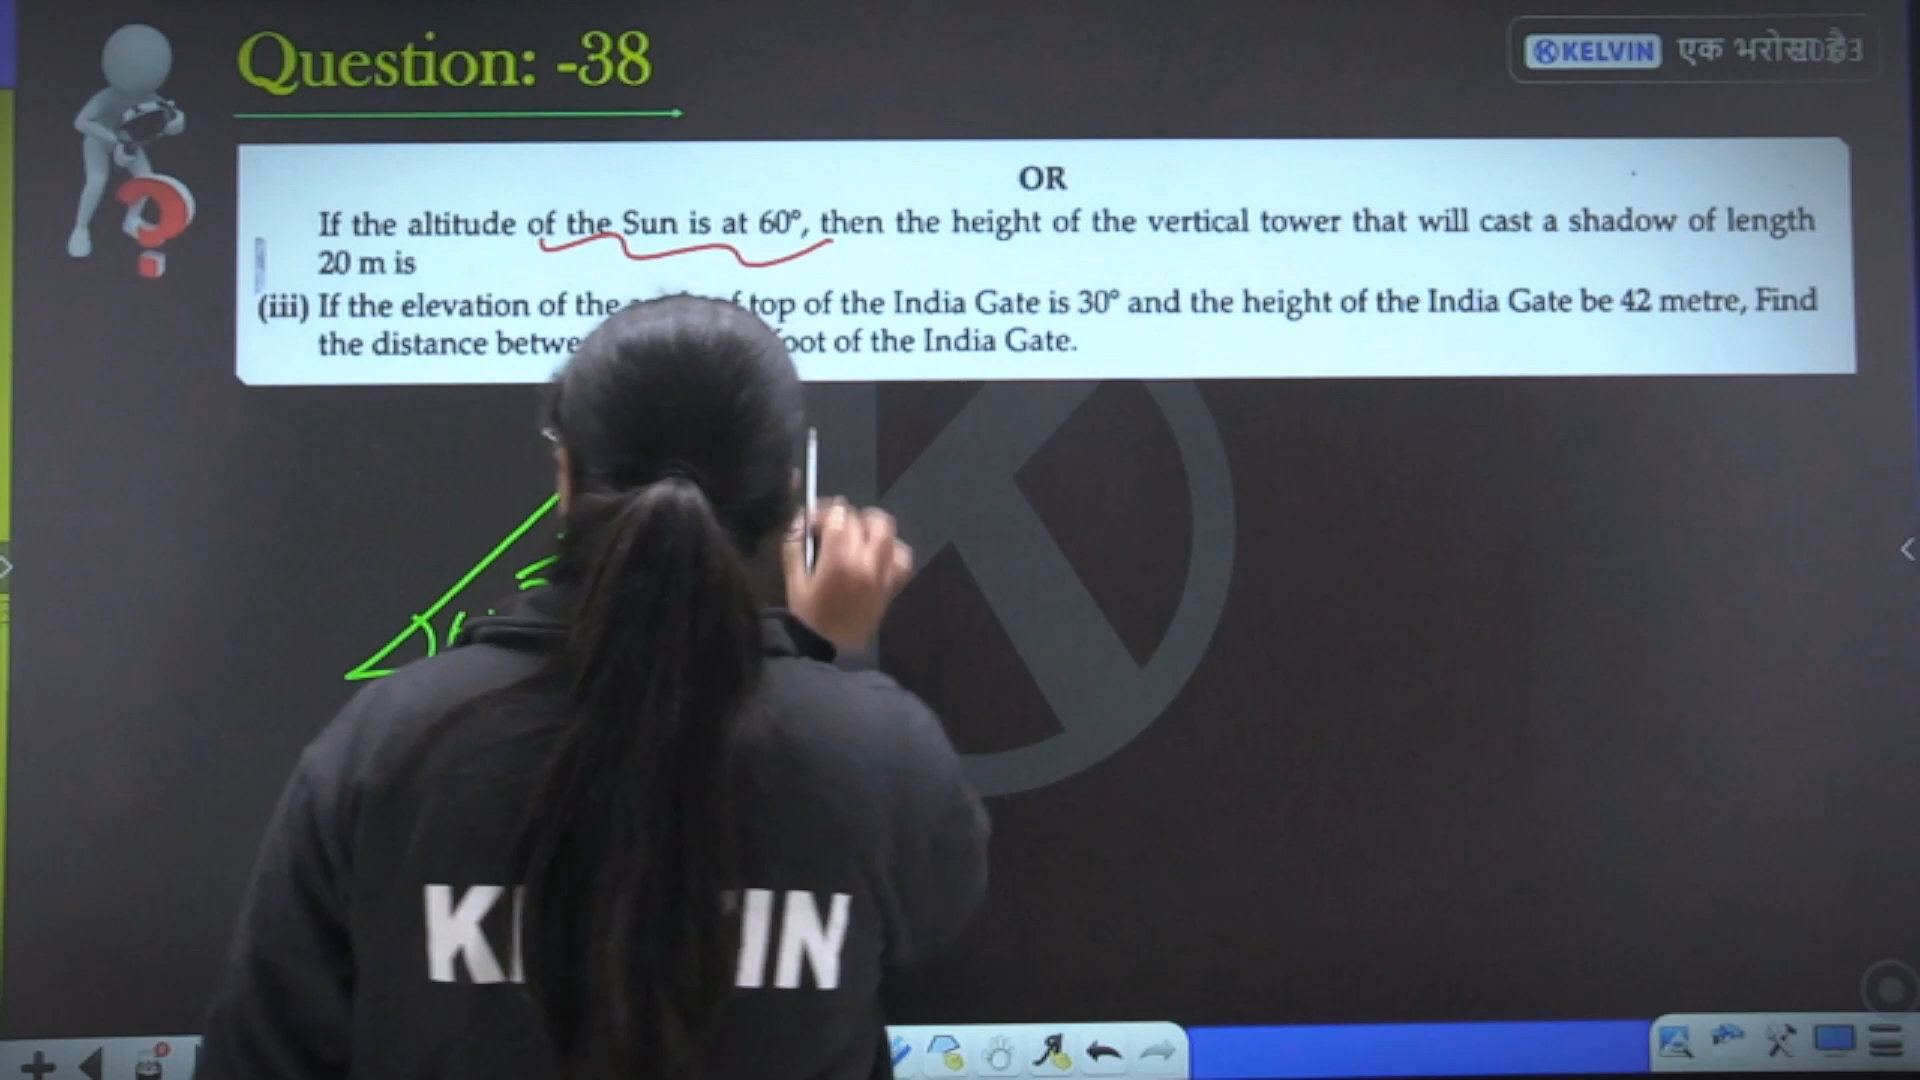 Question: -38
KELVIN एक भरोसा है
OR
If the altitude of the Sun is at 60°, then the height of the vertical tower that will cast a shadow of length
20 m is
(iii) If the elevation of the top of the India Gate is 30° and the height of the India Gate be 42 metre, Find
the distance of the India Gate.
K IN